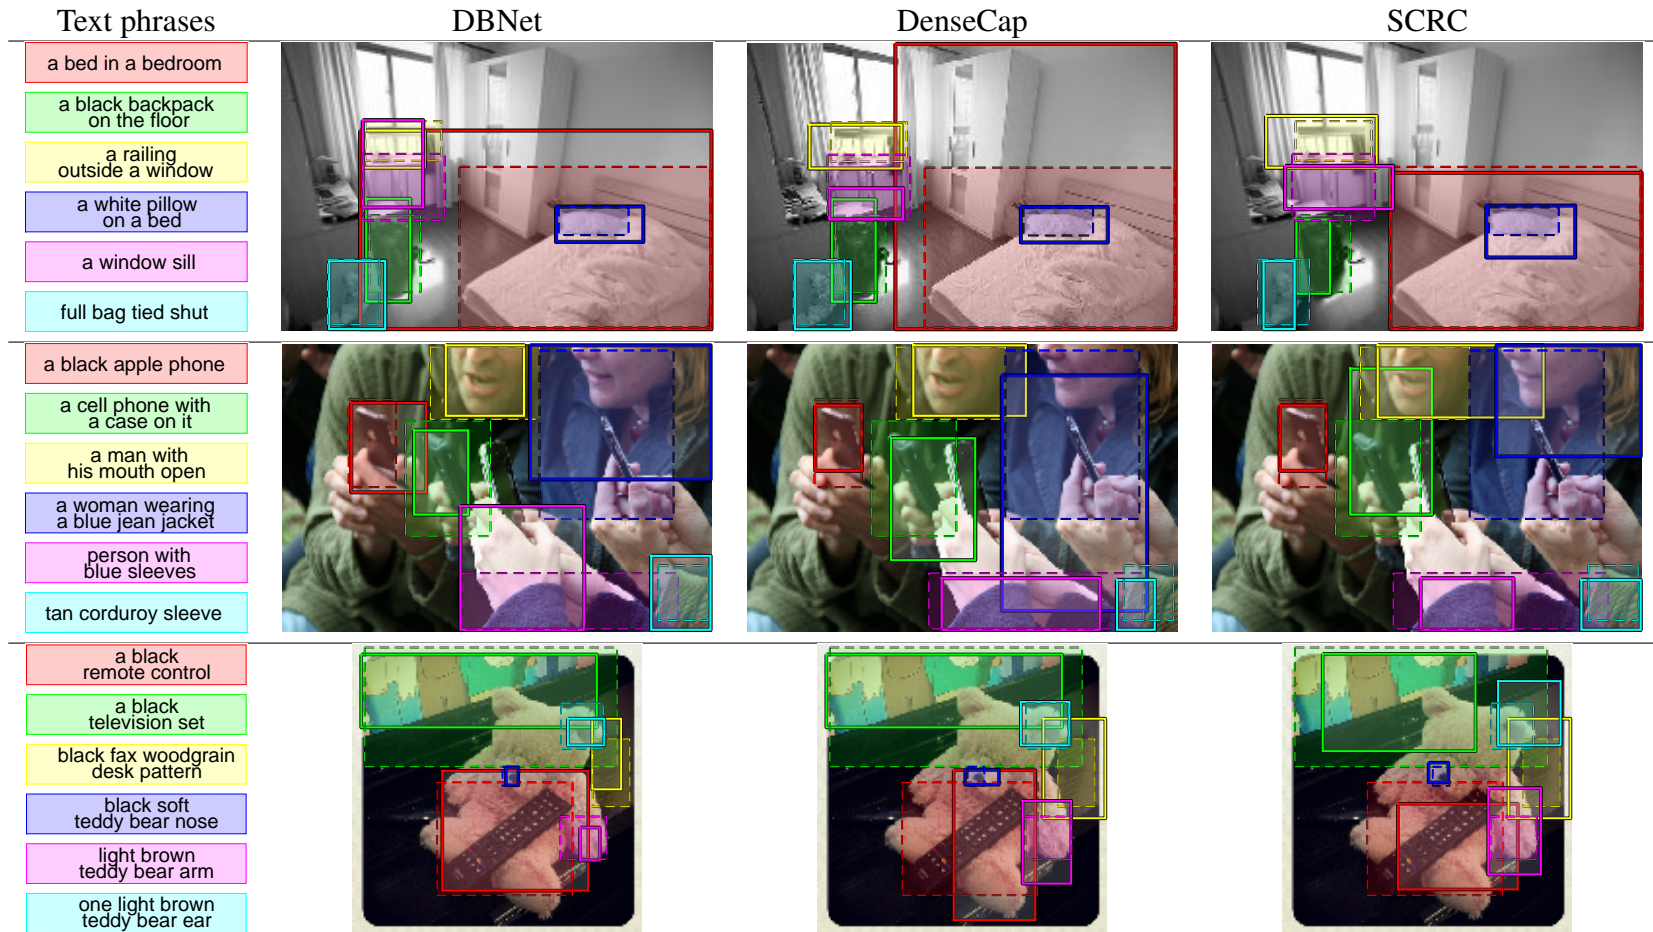 Text phrases
DBNet
DenseCap
SCRC
a bed in a bedroom
a black backpack
on the floor
a railing
outside a window
a white pillow
on a bed
a window sill
full bag tied shut
a black apple phone
a cell phone with
a case on it
a man with
his mouth open
a woman wearing
a blue jean jacket
person with
blue sleeves
tan corduroy sleeve
a black
remote control
a black
television set
black fax woodgrain
desk pattern
black soft
teddy bear nose
light brown
teddy bear arm
one light brown
teddy bear ear